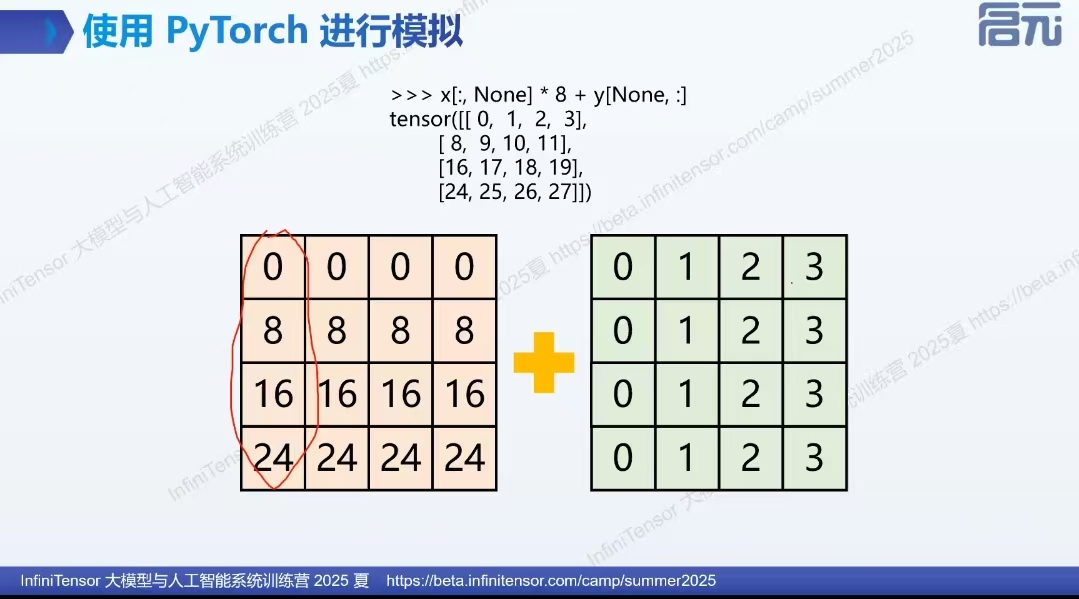 使用 PyTorch 进行模拟
启元
>>> x[:, None] * 8 + y[None, :]
tensor([[ 0,  1,  2,  3],
[ 8,  9, 10, 11],
[16, 17, 18, 19],
[24, 25, 26, 27]])
0 0 0 0
8 8 8 8
16 16 16 16
24 24 24 24
0 1 2 3
0 1 2 3
0 1 2 3
0 1 2 3
InfiniTensor 大模型与人工智能系统训练营 2025夏 https://beta.infinitensor.com/camp/summer2025
InfiniTensor 大模型与人工智能系统训练营 2025 夏 https://beta.infinitensor.com/camp/summer2025